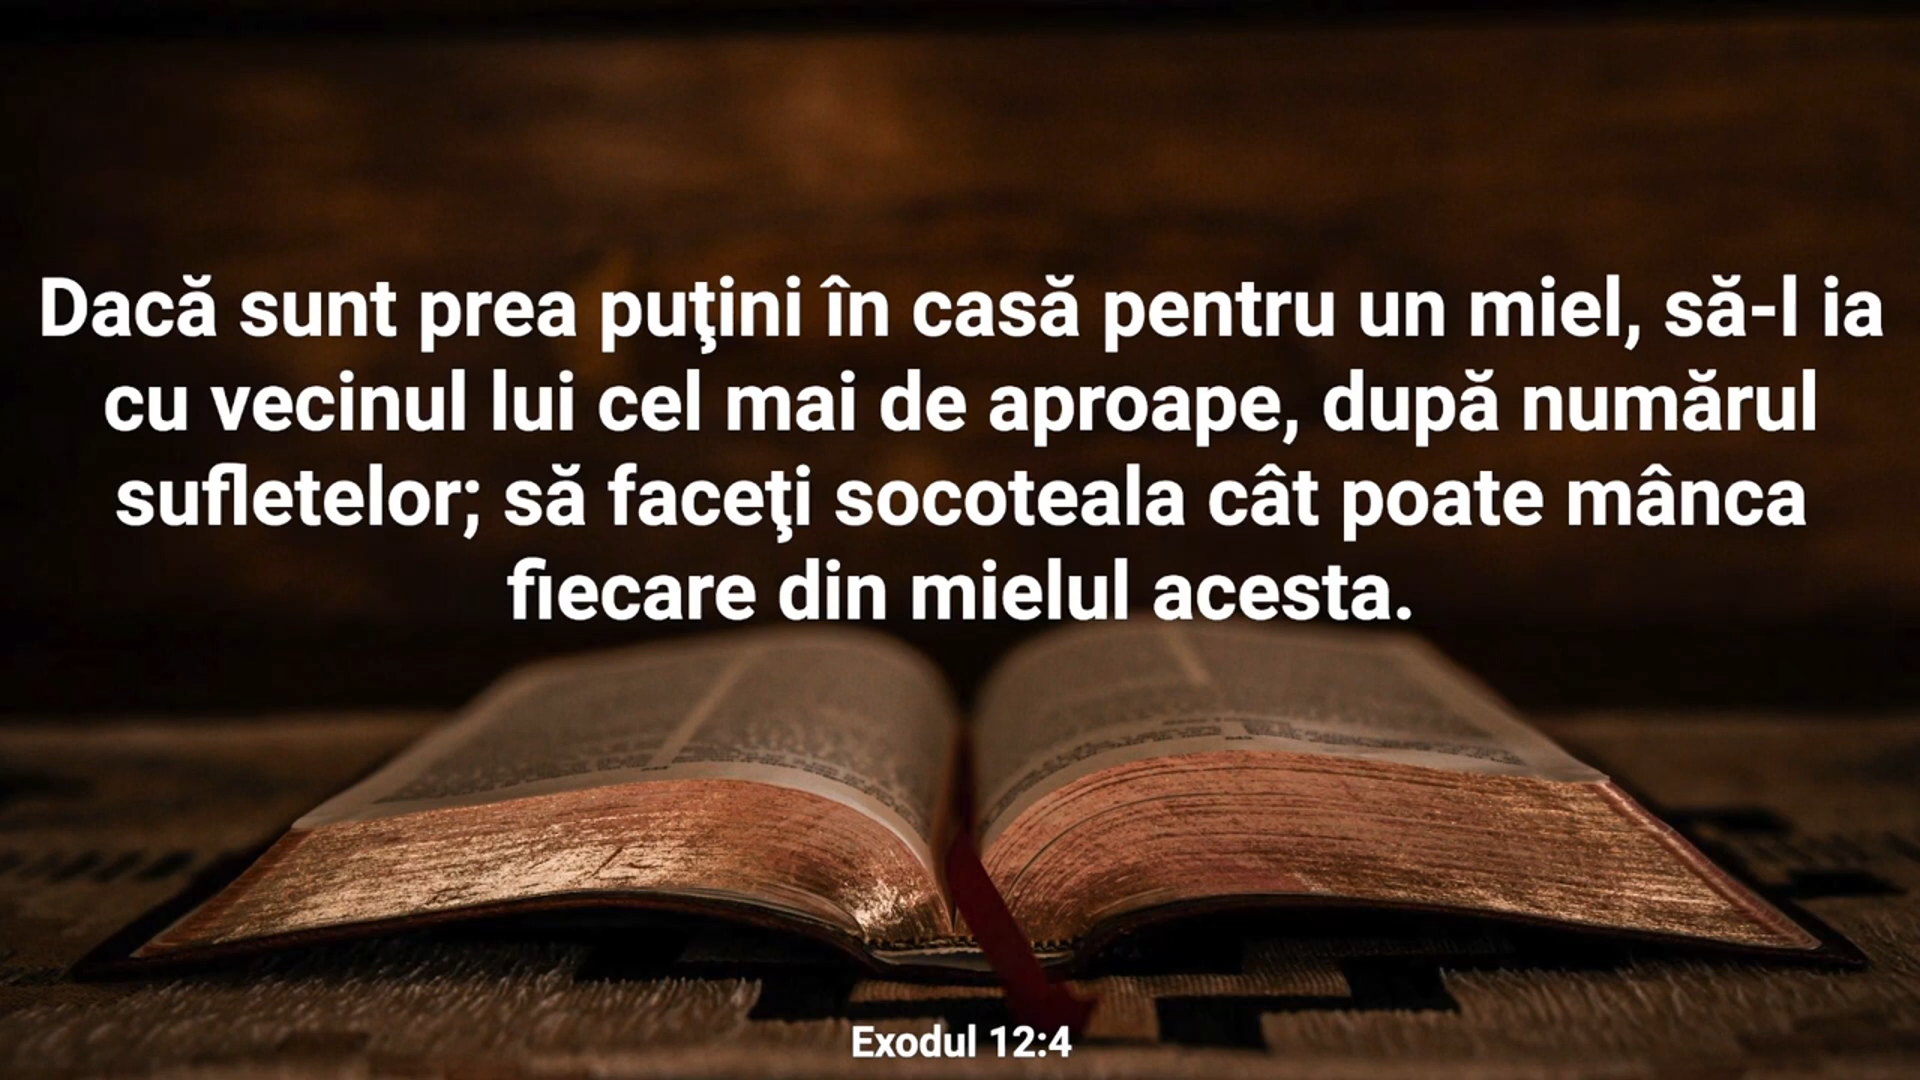 Dacă sunt prea puţini în casă pentru un miel, să-l ia
cu vecinul lui cel mai de aproape, după numărul
sufletelor; să faceţi socoteala cât poate mânca
fiecare din mielul acesta.
Exodul 12:4